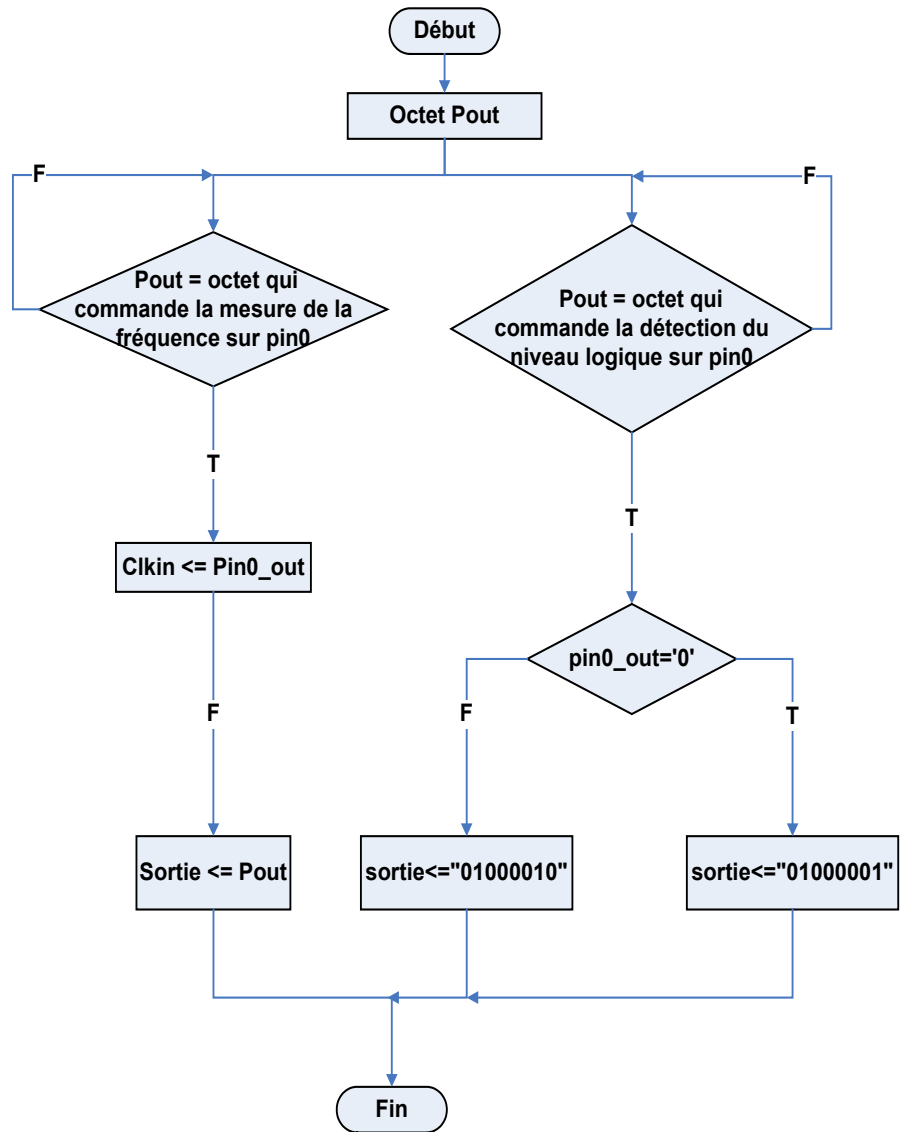 Début
Octet Pout
F
F
Pout = octet qui
commande la mesure de la
fréquence sur pin0
Pout = octet qui
commande la détection du
niveau logique sur pin0
T
T
Clkin <= Pin0_out
pin0_out='0'
F
F
T
Sortie <= Pout
sortie<="01000010"
sortie<="01000001"
Fin